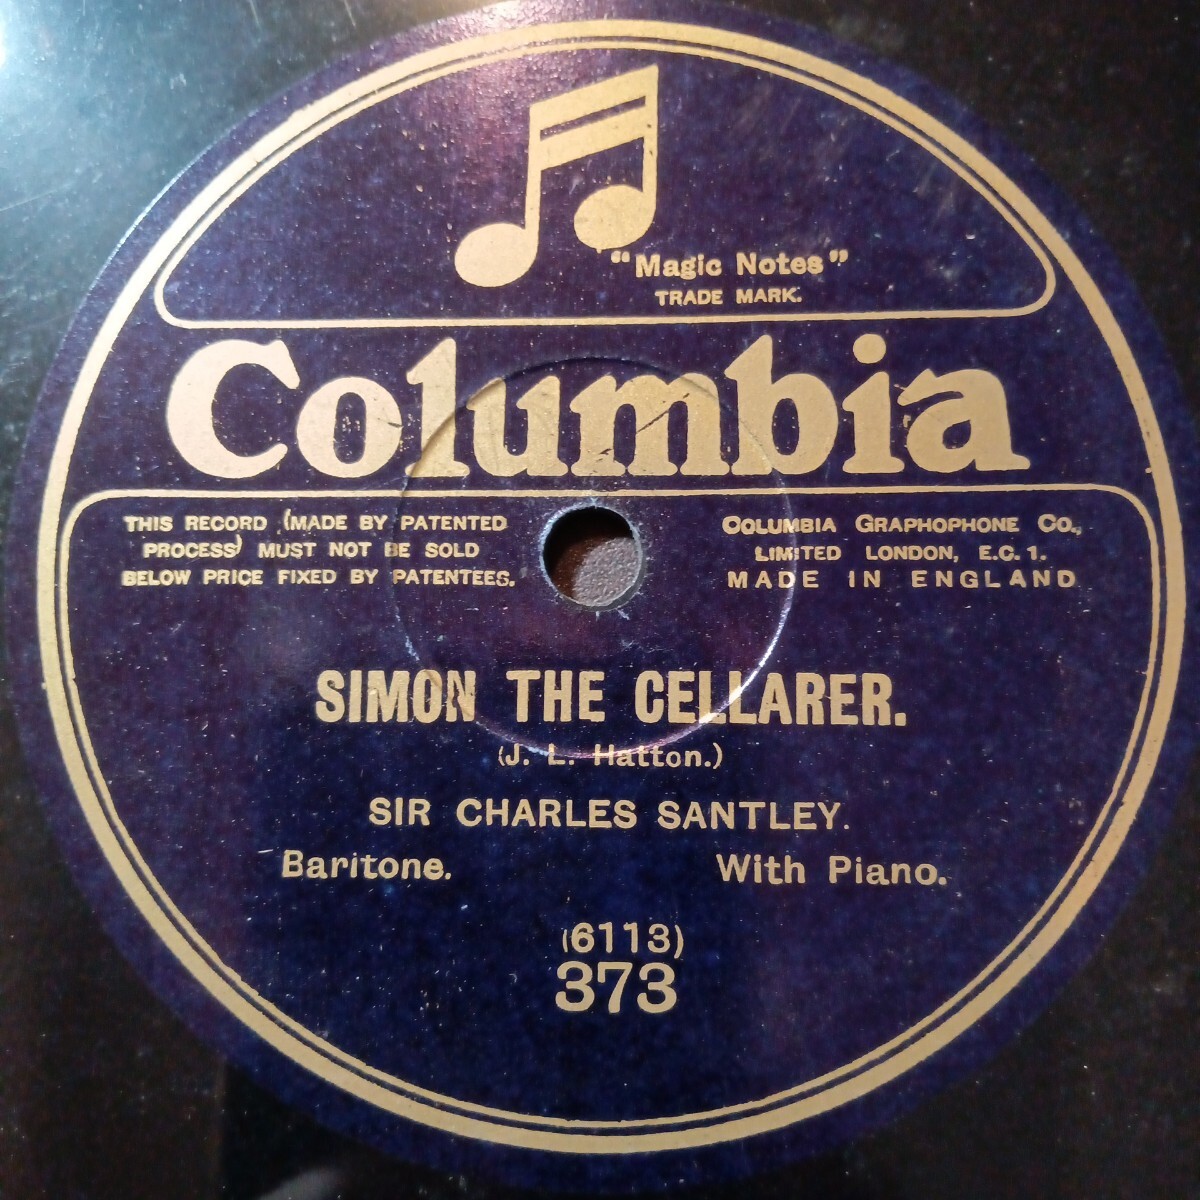 "Magic Notes"
TRADE MARK.
Columbia
THIS RECORD (MADE BY PATENTED
PROCESS) MUST NOT BE SOLD
BELOW PRICE FIXED BY PATENTEES.
COLUMBIA GRAPHOPHONE CO.,
LIMITED LONDON, E.C.1.
MADE IN ENGLAND
SIMON THE CELLARER.
(J. L. Hatton.)
SIR CHARLES SANTLEY.
Baritone. With Piano.
(6113)
373